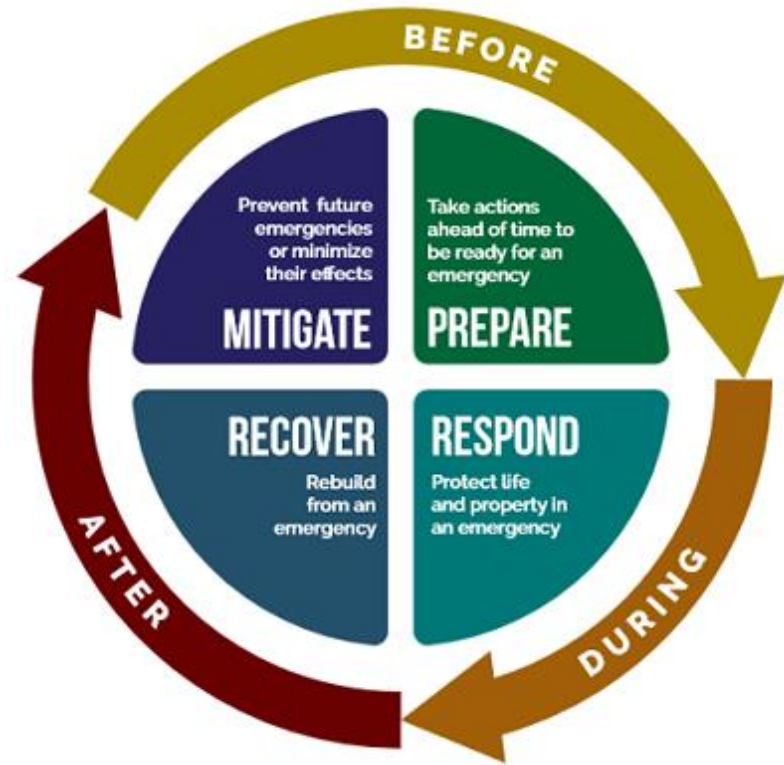 BEFORE
Prevent future
emergencies
or minimize
their effects
MITIGATE
Take actions
ahead of time to
be ready for an
emergency
PREPARE
RECOVER
Rebuild
from an
emergency
RESPOND
Protect life
and property in
an emergency
AFTER
DURING